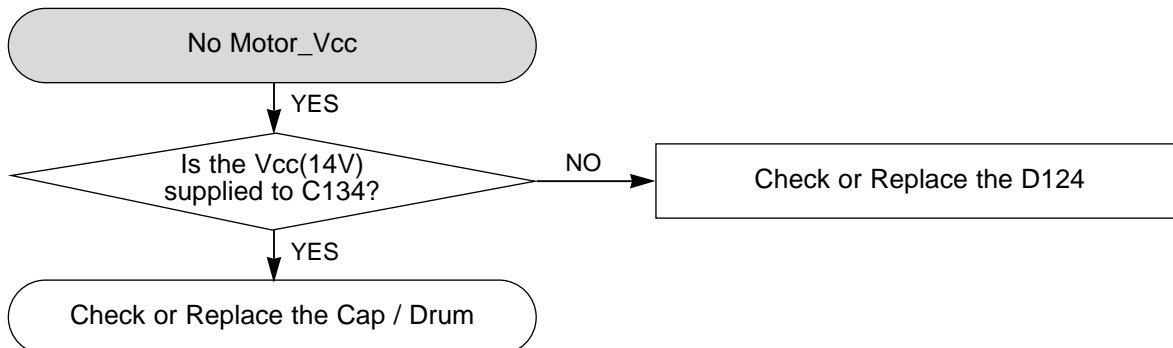 No Motor_Vcc
YES
Is the Vcc(14V)
supplied to C134?
NO
Check or Replace the D124
YES
Check or Replace the Cap / Drum